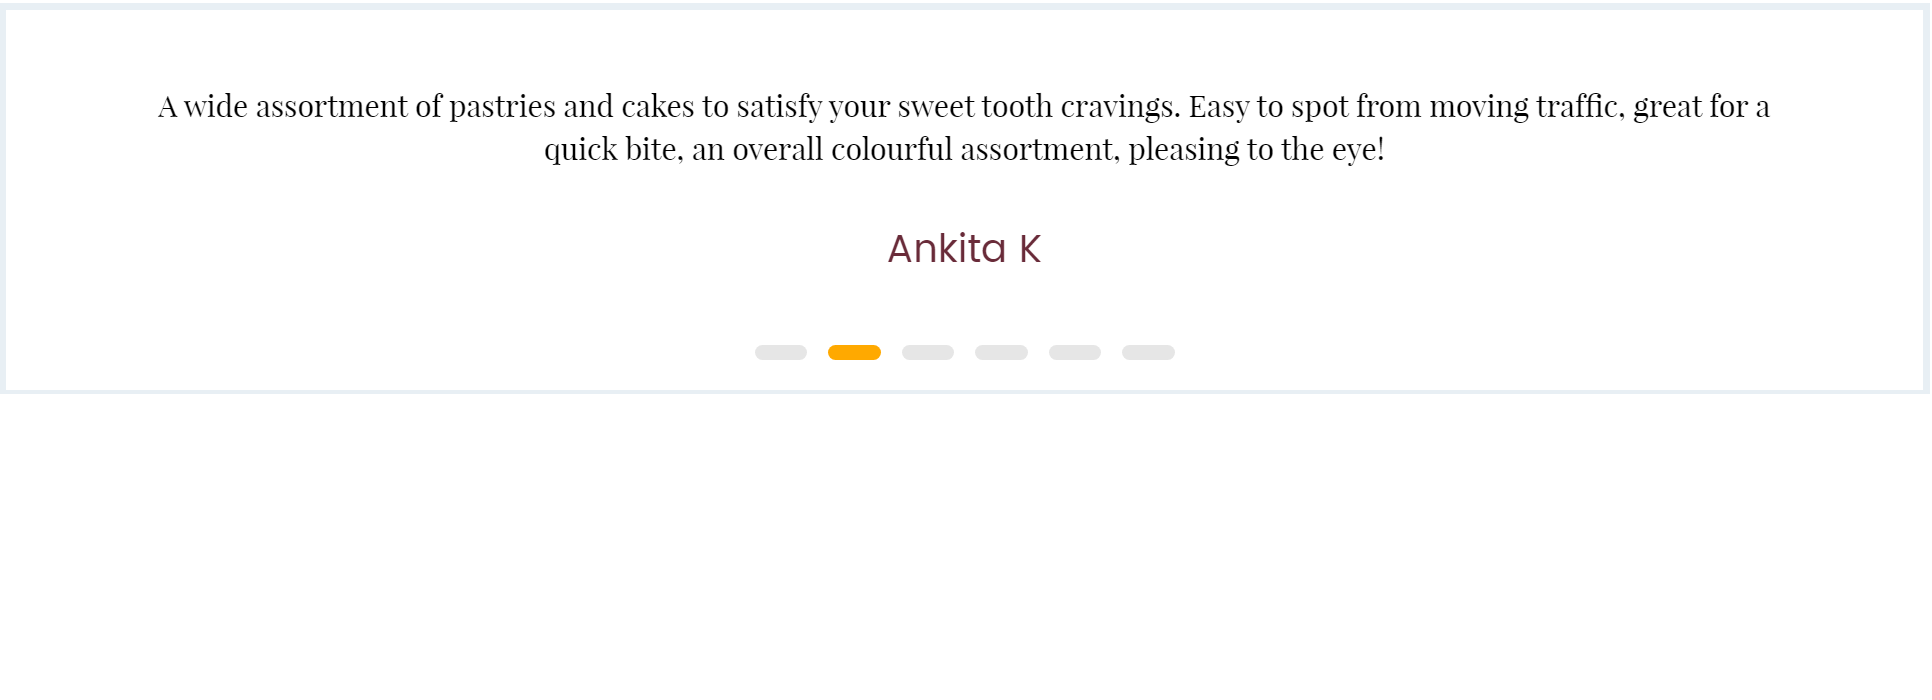 A wide assortment of pastries and cakes to satisfy your sweet tooth cravings. Easy to spot from moving traffic, great for a
quick bite, an overall colourful assortment, pleasing to the eye!
Ankita K